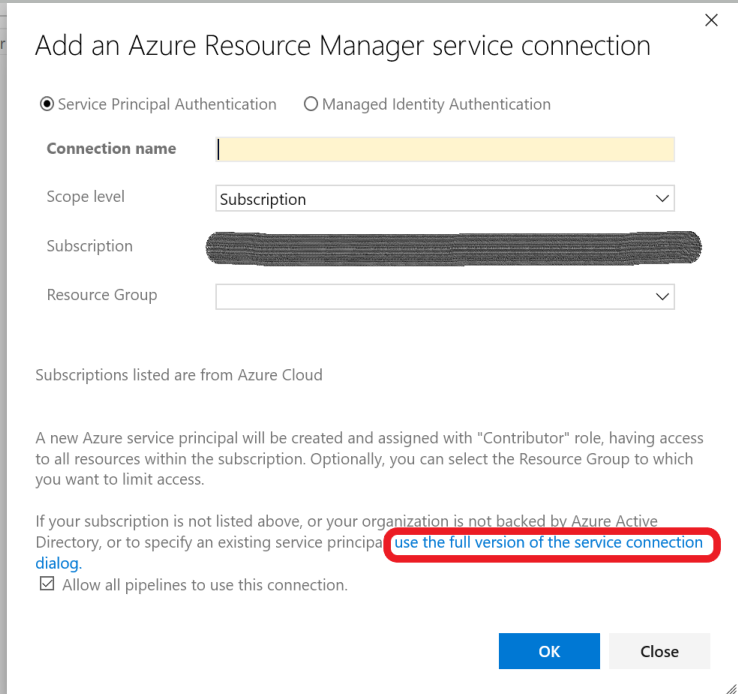 Add an Azure Resource Manager service connection
Service Principal Authentication Managed Identity Authentication
Connection name
Scope level Subscription
Subscription
Resource Group
Subscriptions listed are from Azure Cloud
A new Azure service principal will be created and assigned with "Contributor" role, having access
to all resources within the subscription. Optionally, you can select the Resource Group to which
you want to limit access.
If your subscription is not listed above, or your organization is not backed by Azure Active
Directory, or to specify an existing service principal use the full version of the service connection
dialog.
Allow all pipelines to use this connection.
OK Close